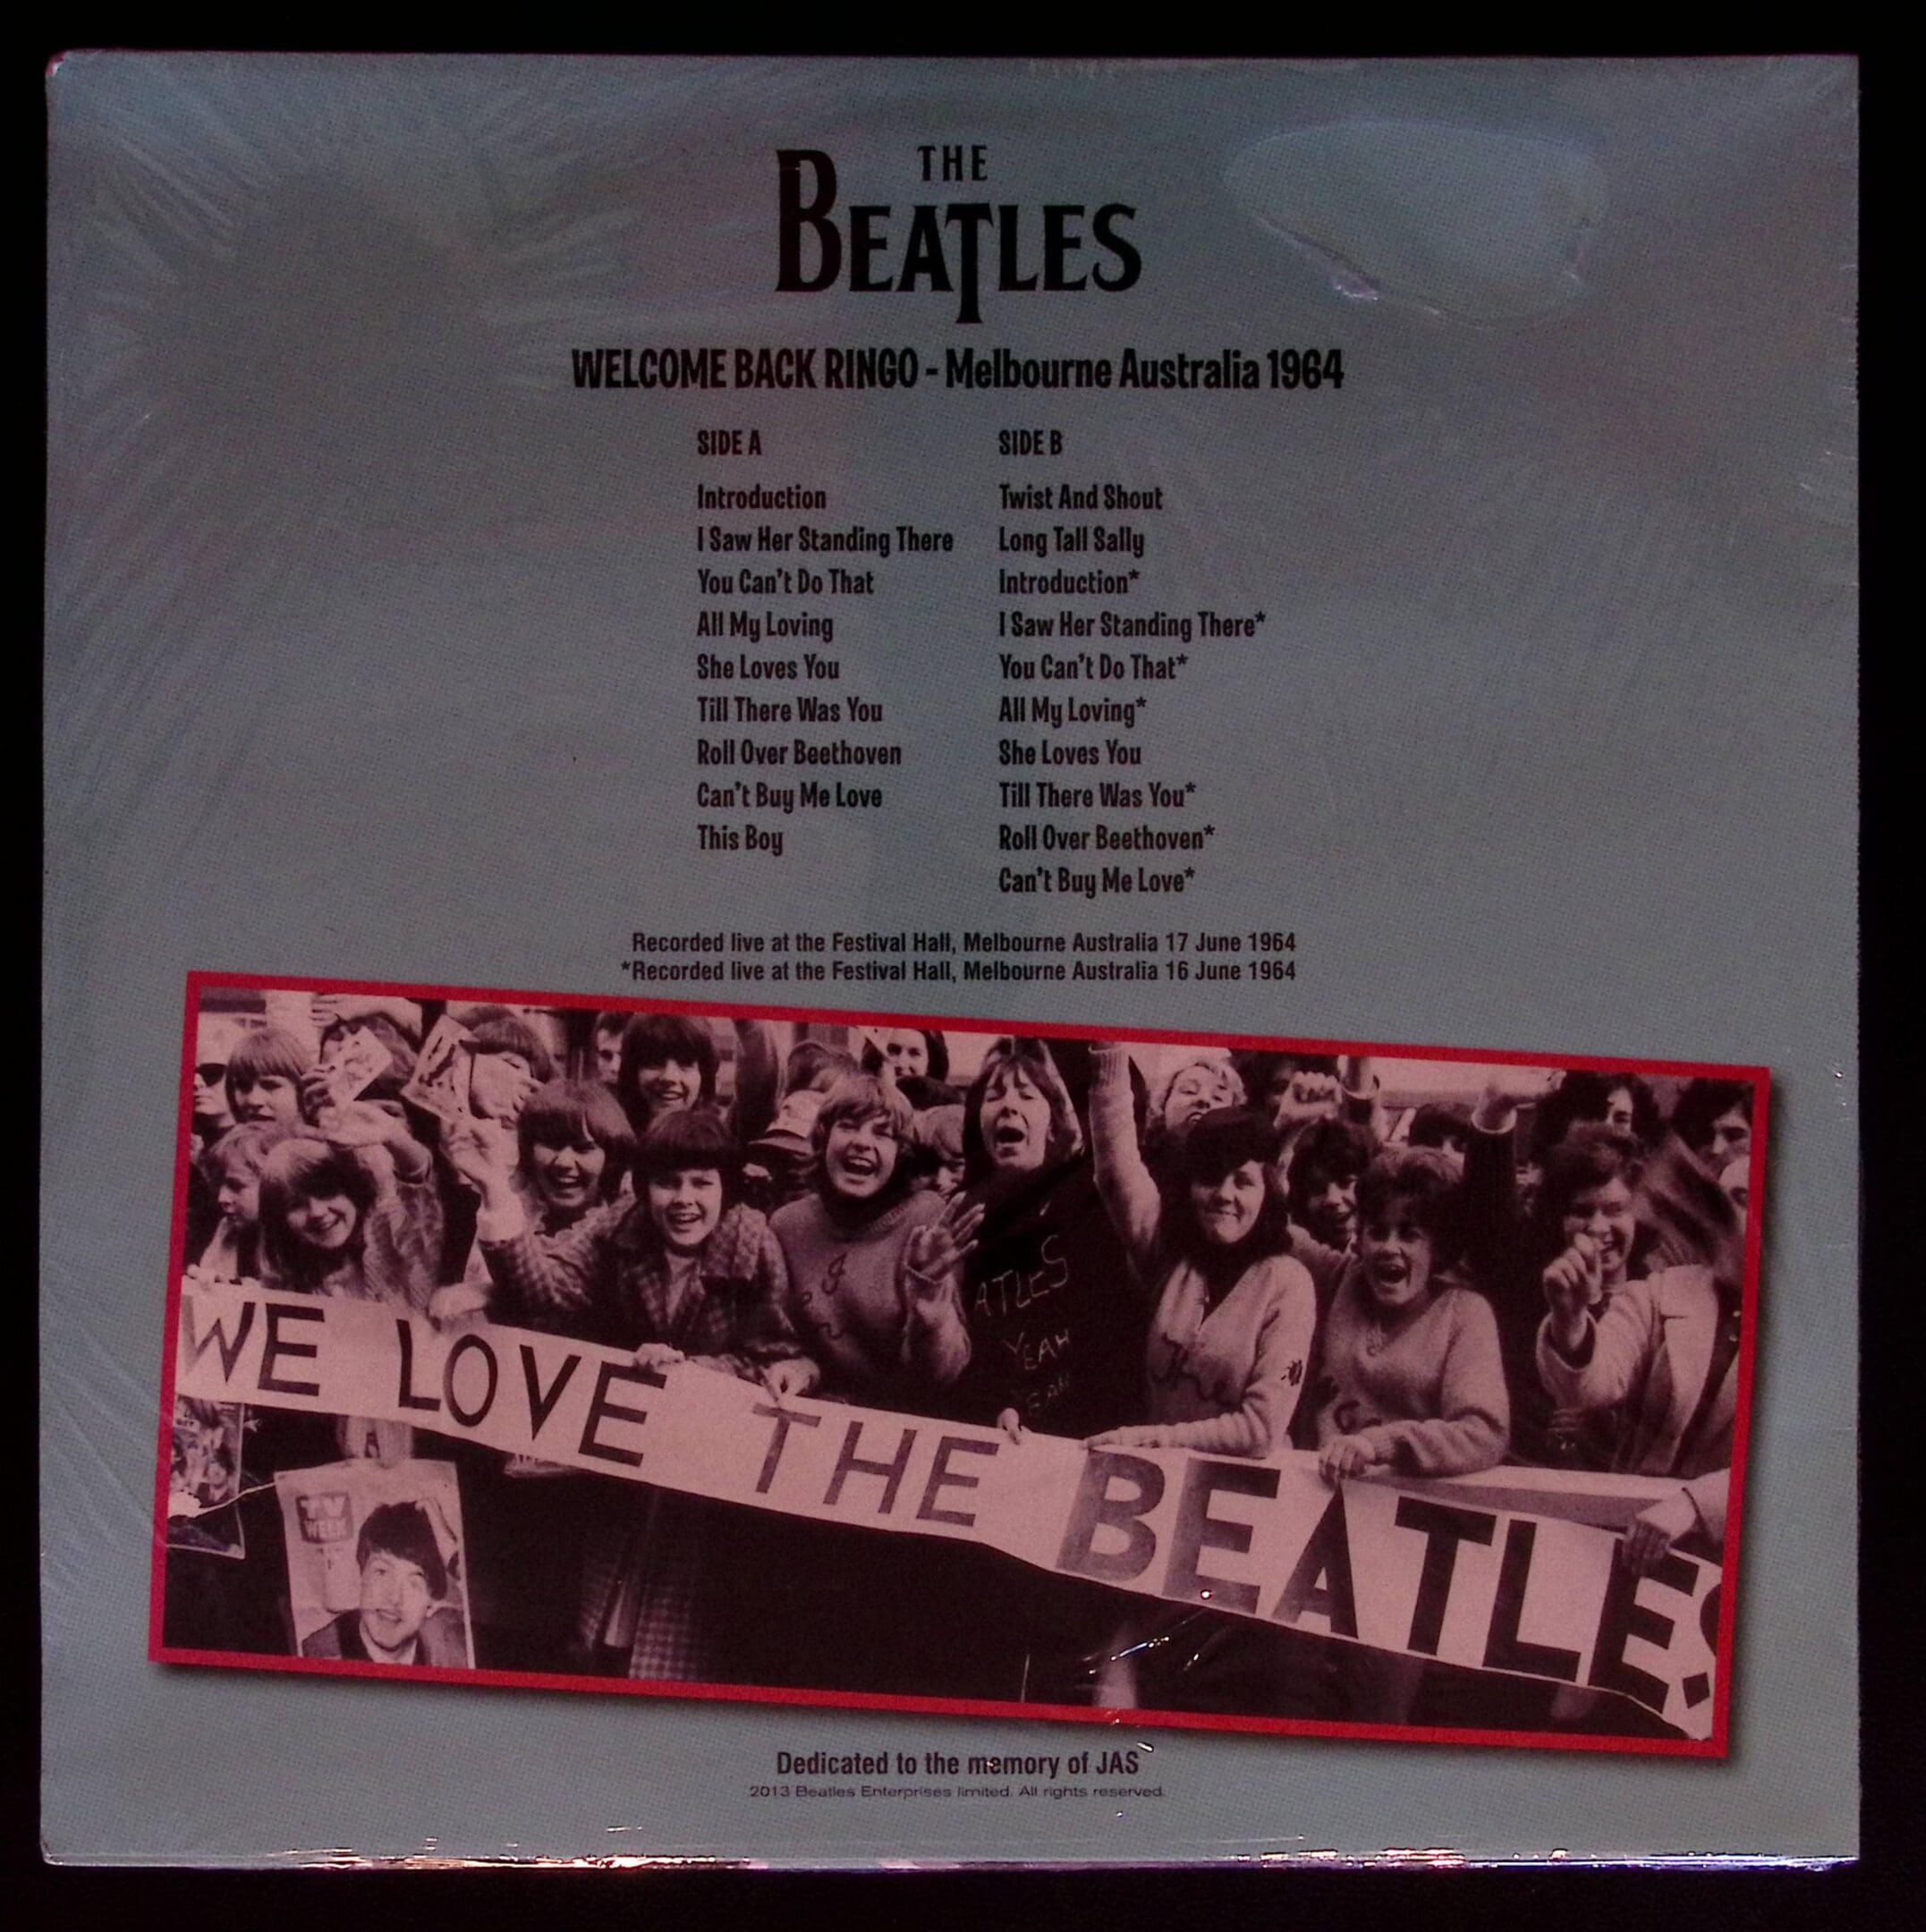 THE
BEATLES
WELCOME BACK RINGO - Melbourne Australia 1964
SIDE A
Introduction
I Saw Her Standing There
You Can't Do That
All My Loving
She Loves You
Till There Was You
Roll Over Beethoven
Can't Buy Me Love
This Boy
SIDE B
Twist And Shout
Long Tall Sally
Introduction*
I Saw Her Standing There*
You Can't Do That*
All My Loving*
She Loves You
Till There Was You*
Roll Over Beethoven*
Can't Buy Me Love*
Recorded live at the Festival Hall, Melbourne Australia 17 June 1964
*Recorded live at the Festival Hall, Melbourne Australia 16 June 1964
ATLES
YEAH
EAH
WE LOVE THE BEATLES
TV
WEEK
Dedicated to the memory of JAS
2013 Beatles Enterprises limited. All rights reserved.